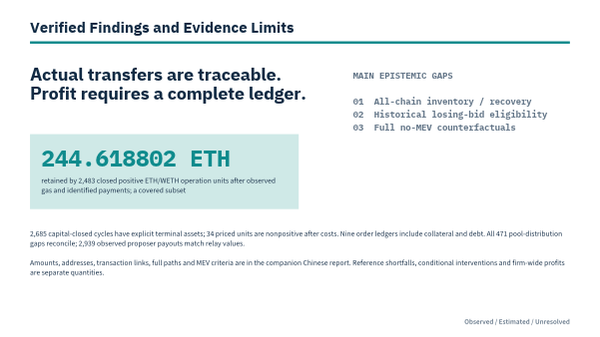 Verified Findings and Evidence Limits
Actual transfers are traceable.
Profit requires a complete ledger.
244.618802 ETH
retained by 2,483 closed positive ETH/WETH operation units after observed
gas and identified payments; a covered subset
MAIN EPISTEMIC GAPS
01 All-chain inventory / recovery
02 Historical losing-bid eligibility
03 Full no-MEV counterfactuals
2,685 capital-closed cycles have explicit terminal assets; 34 priced units are nonpositive after costs. Nine order ledgers include collateral and debt. All 471 pool-distribution
gaps reconcile; 2,939 observed proposer payouts match relay values.
Amounts, addresses, transaction links, full paths and MEV criteria are in the companion Chinese report. Reference shortfalls, conditional interventions and firm-wide profits
are separate quantities.
Observed / Estimated / Unresolved